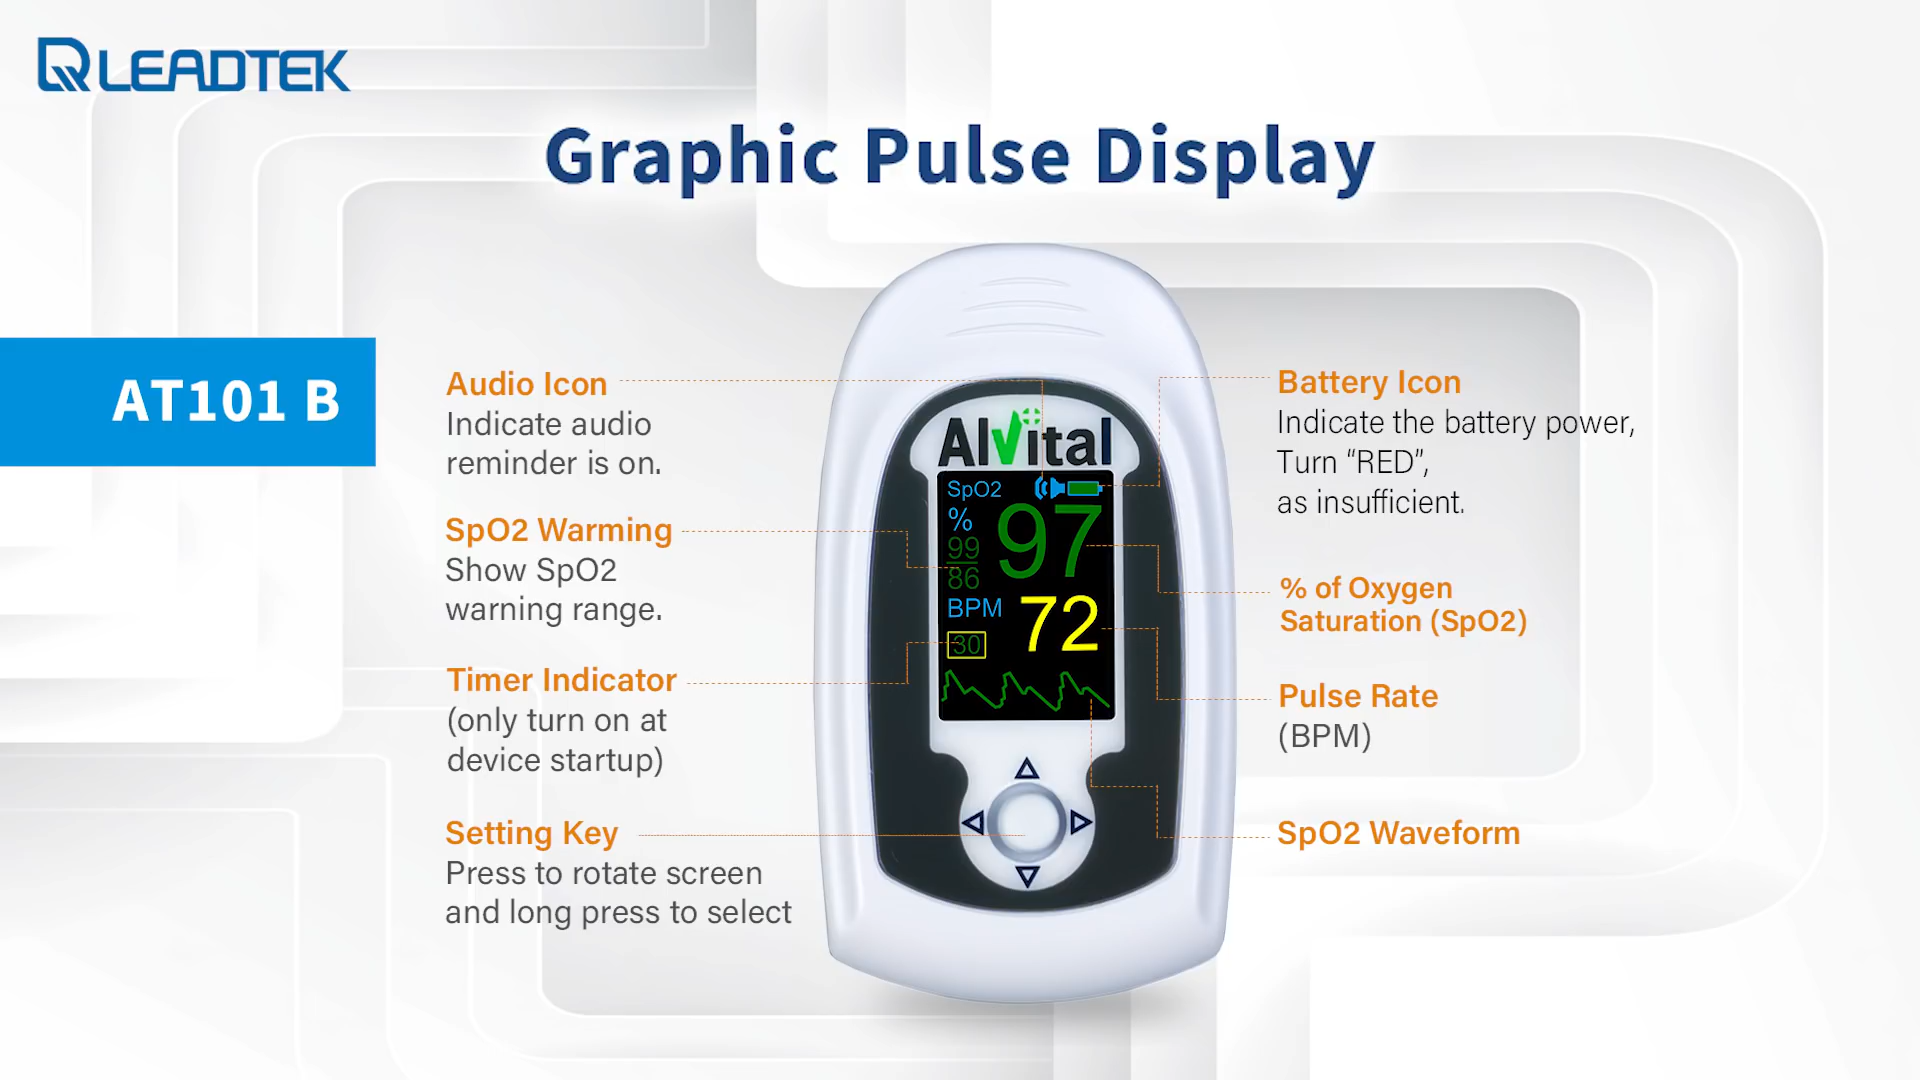 LEADTEK
Graphic Pulse Display
AT101 B
Audio Icon
Indicate audio
reminder is on.
SpO2 Warming
Show SpO2
warning range.
Timer Indicator
(only turn on at
device startup)
Setting Key
Press to rotate screen
and long press to select
Alvital
SpO2
%
97
99
86
BPM
72
30
Battery Icon
Indicate the battery power,
Turn “RED”,
as insufficient.
% of Oxygen
Saturation (SpO2)
Pulse Rate
(BPM)
SpO2 Waveform